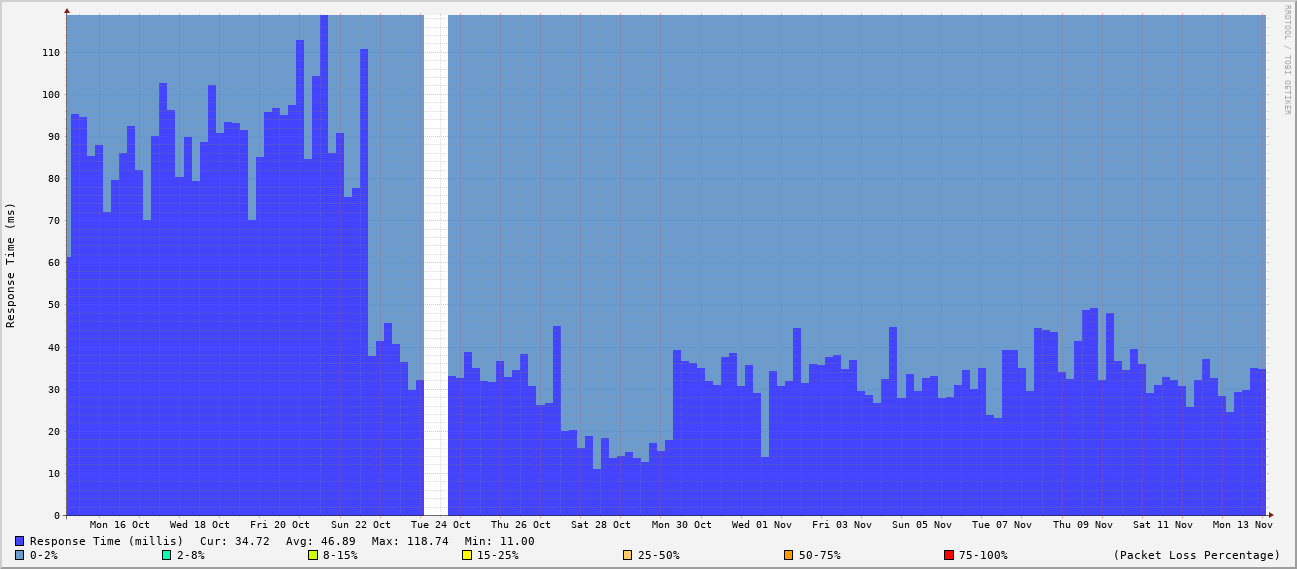 RRDTOOL / TOBI OETIKER
Response Time (ms)
110
100
90
80
70
60
50
40
30
20
10
0
Mon 16 Oct Wed 18 Oct Fri 20 Oct Sun 22 Oct Tue 24 Oct Thu 26 Oct Sat 28 Oct Mon 30 Oct Wed 01 Nov Fri 03 Nov Sun 05 Nov Tue 07 Nov Thu 09 Nov Sat 11 Nov Mon 13 Nov
Response Time (millis) Cur: 34.72 Avg: 46.89 Max: 118.74 Min: 11.00
0-2% 2-8% 8-15% 15-25% 25-50% 50-75% 75-100% (Packet Loss Percentage)